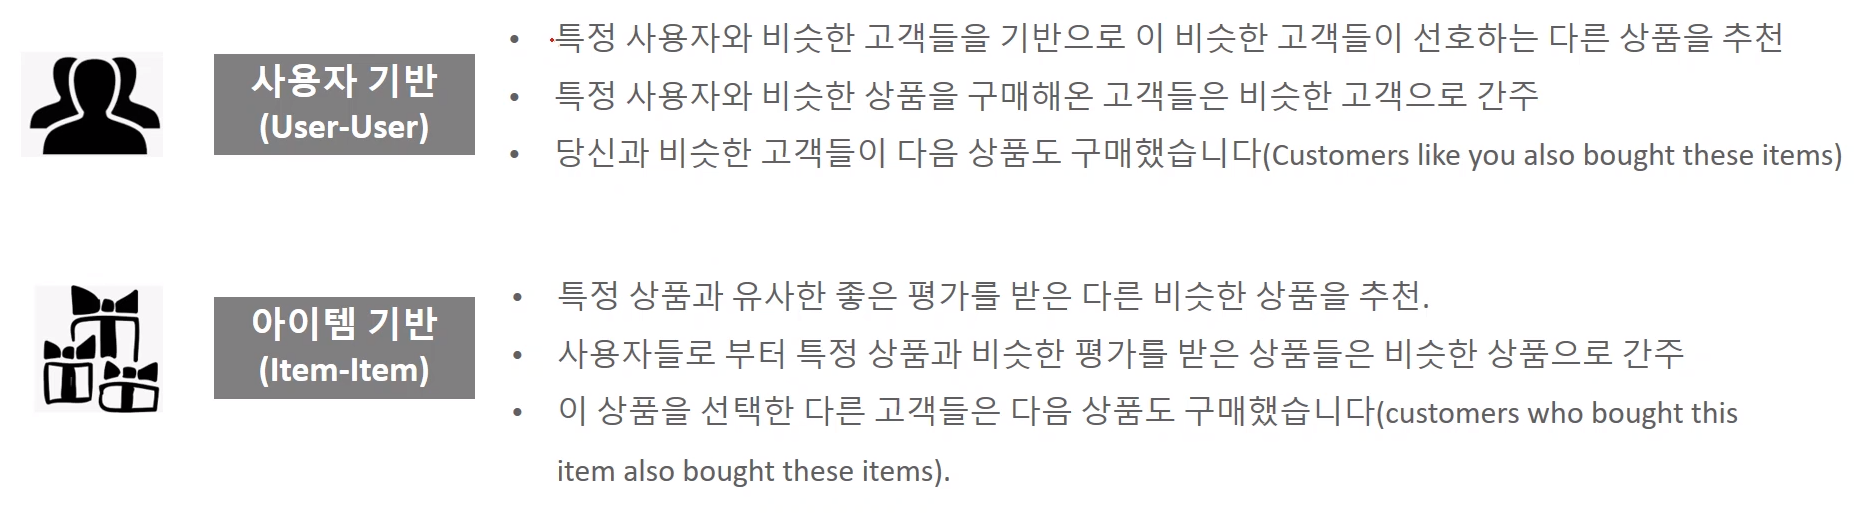 사용자 기반
(User-User)
• 특정 사용자와 비슷한 고객들을 기반으로 이 비슷한 고객들이 선호하는 다른 상품을 추천
• 특정 사용자와 비슷한 상품을 구매해온 고객들은 비슷한 고객으로 간주
• 당신과 비슷한 고객들이 다음 상품도 구매했습니다(Customers like you also bought these items)
아이템 기반
(Item-Item)
• 특정 상품과 유사한 좋은 평가를 받은 다른 비슷한 상품을 추천.
• 사용자들로 부터 특정 상품과 비슷한 평가를 받은 상품들은 비슷한 상품으로 간주
• 이 상품을 선택한 다른 고객들은 다음 상품도 구매했습니다(customers who bought this
item also bought these items).